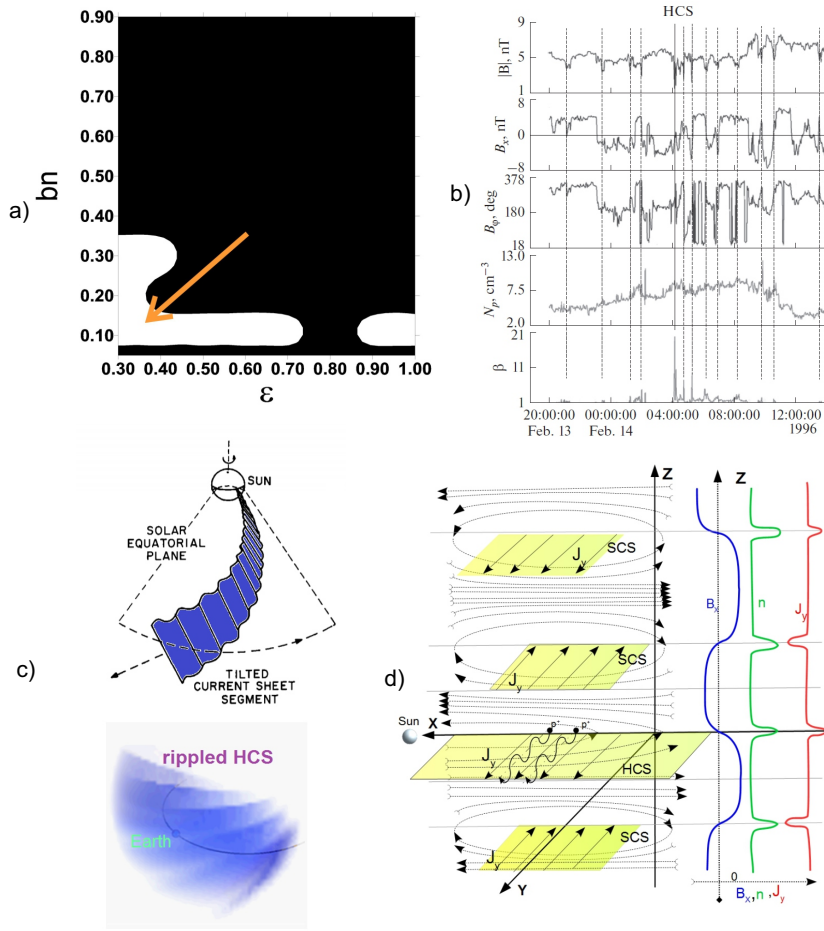 a)
bn
0.90
0.80
0.70
0.60
0.50
0.40
0.30
0.20
0.10
0.30 0.40 0.50 0.60 0.70 0.80 0.90 1.00
ε
b)
HCS
|B|, nT
9
5
1
Bx, nT
8
0
−8
Bφ, deg
378
180
18
Np, cm−3
13.0
7.5
2.0
β
21
11
1
20:00:00 00:00:00 04:00:00 08:00:00 12:00:00
Feb. 13 Feb. 14 1996
c)
SUN
SOLAR
EQUATORIAL
PLANE
TILTED
CURRENT SHEET
SEGMENT
rippled HCS
Earth
d)
Z
Jy SCS
SCS
Jy
Sun
X
p+ p+
Jy
HCS
SCS
Jy
Y
Z
Bx
n
Jy
0
Bx,n ,Jy